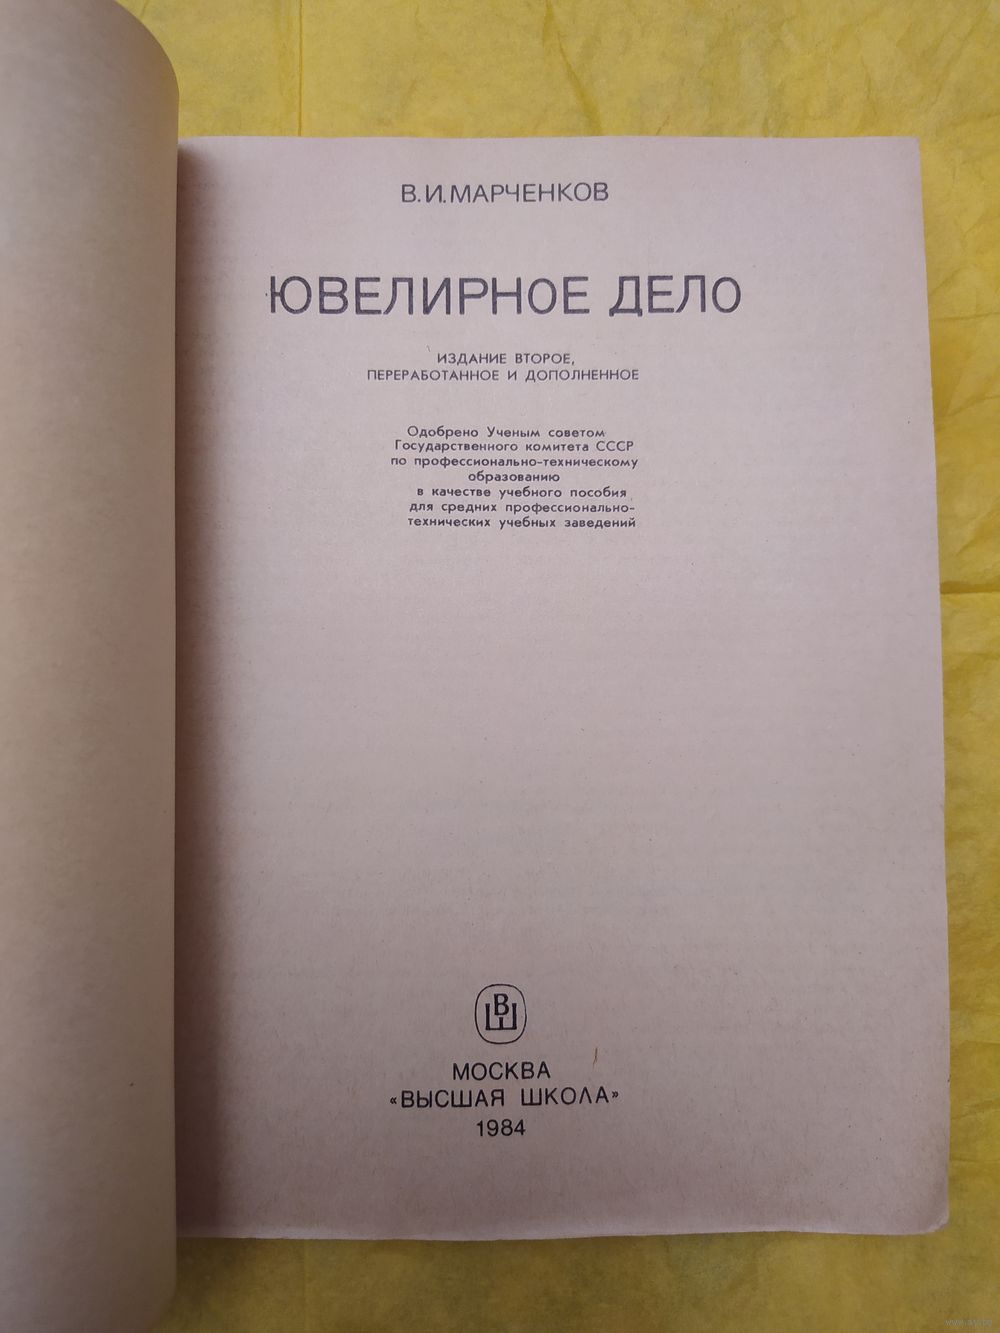 В. И. МАРЧЕНКОВ
ЮВЕЛИРНОЕ ДЕЛО
ИЗДАНИЕ ВТОРОЕ,
ПЕРЕРАБОТАННОЕ И ДОПОЛНЕННОЕ
Одобрено Ученым советом
Государственного комитета СССР
по профессионально-техническому
образованию
в качестве учебного пособия
для средних профессионально-
технических учебных заведений
ВШ
МОСКВА
«ВЫСШАЯ ШКОЛА»
1984